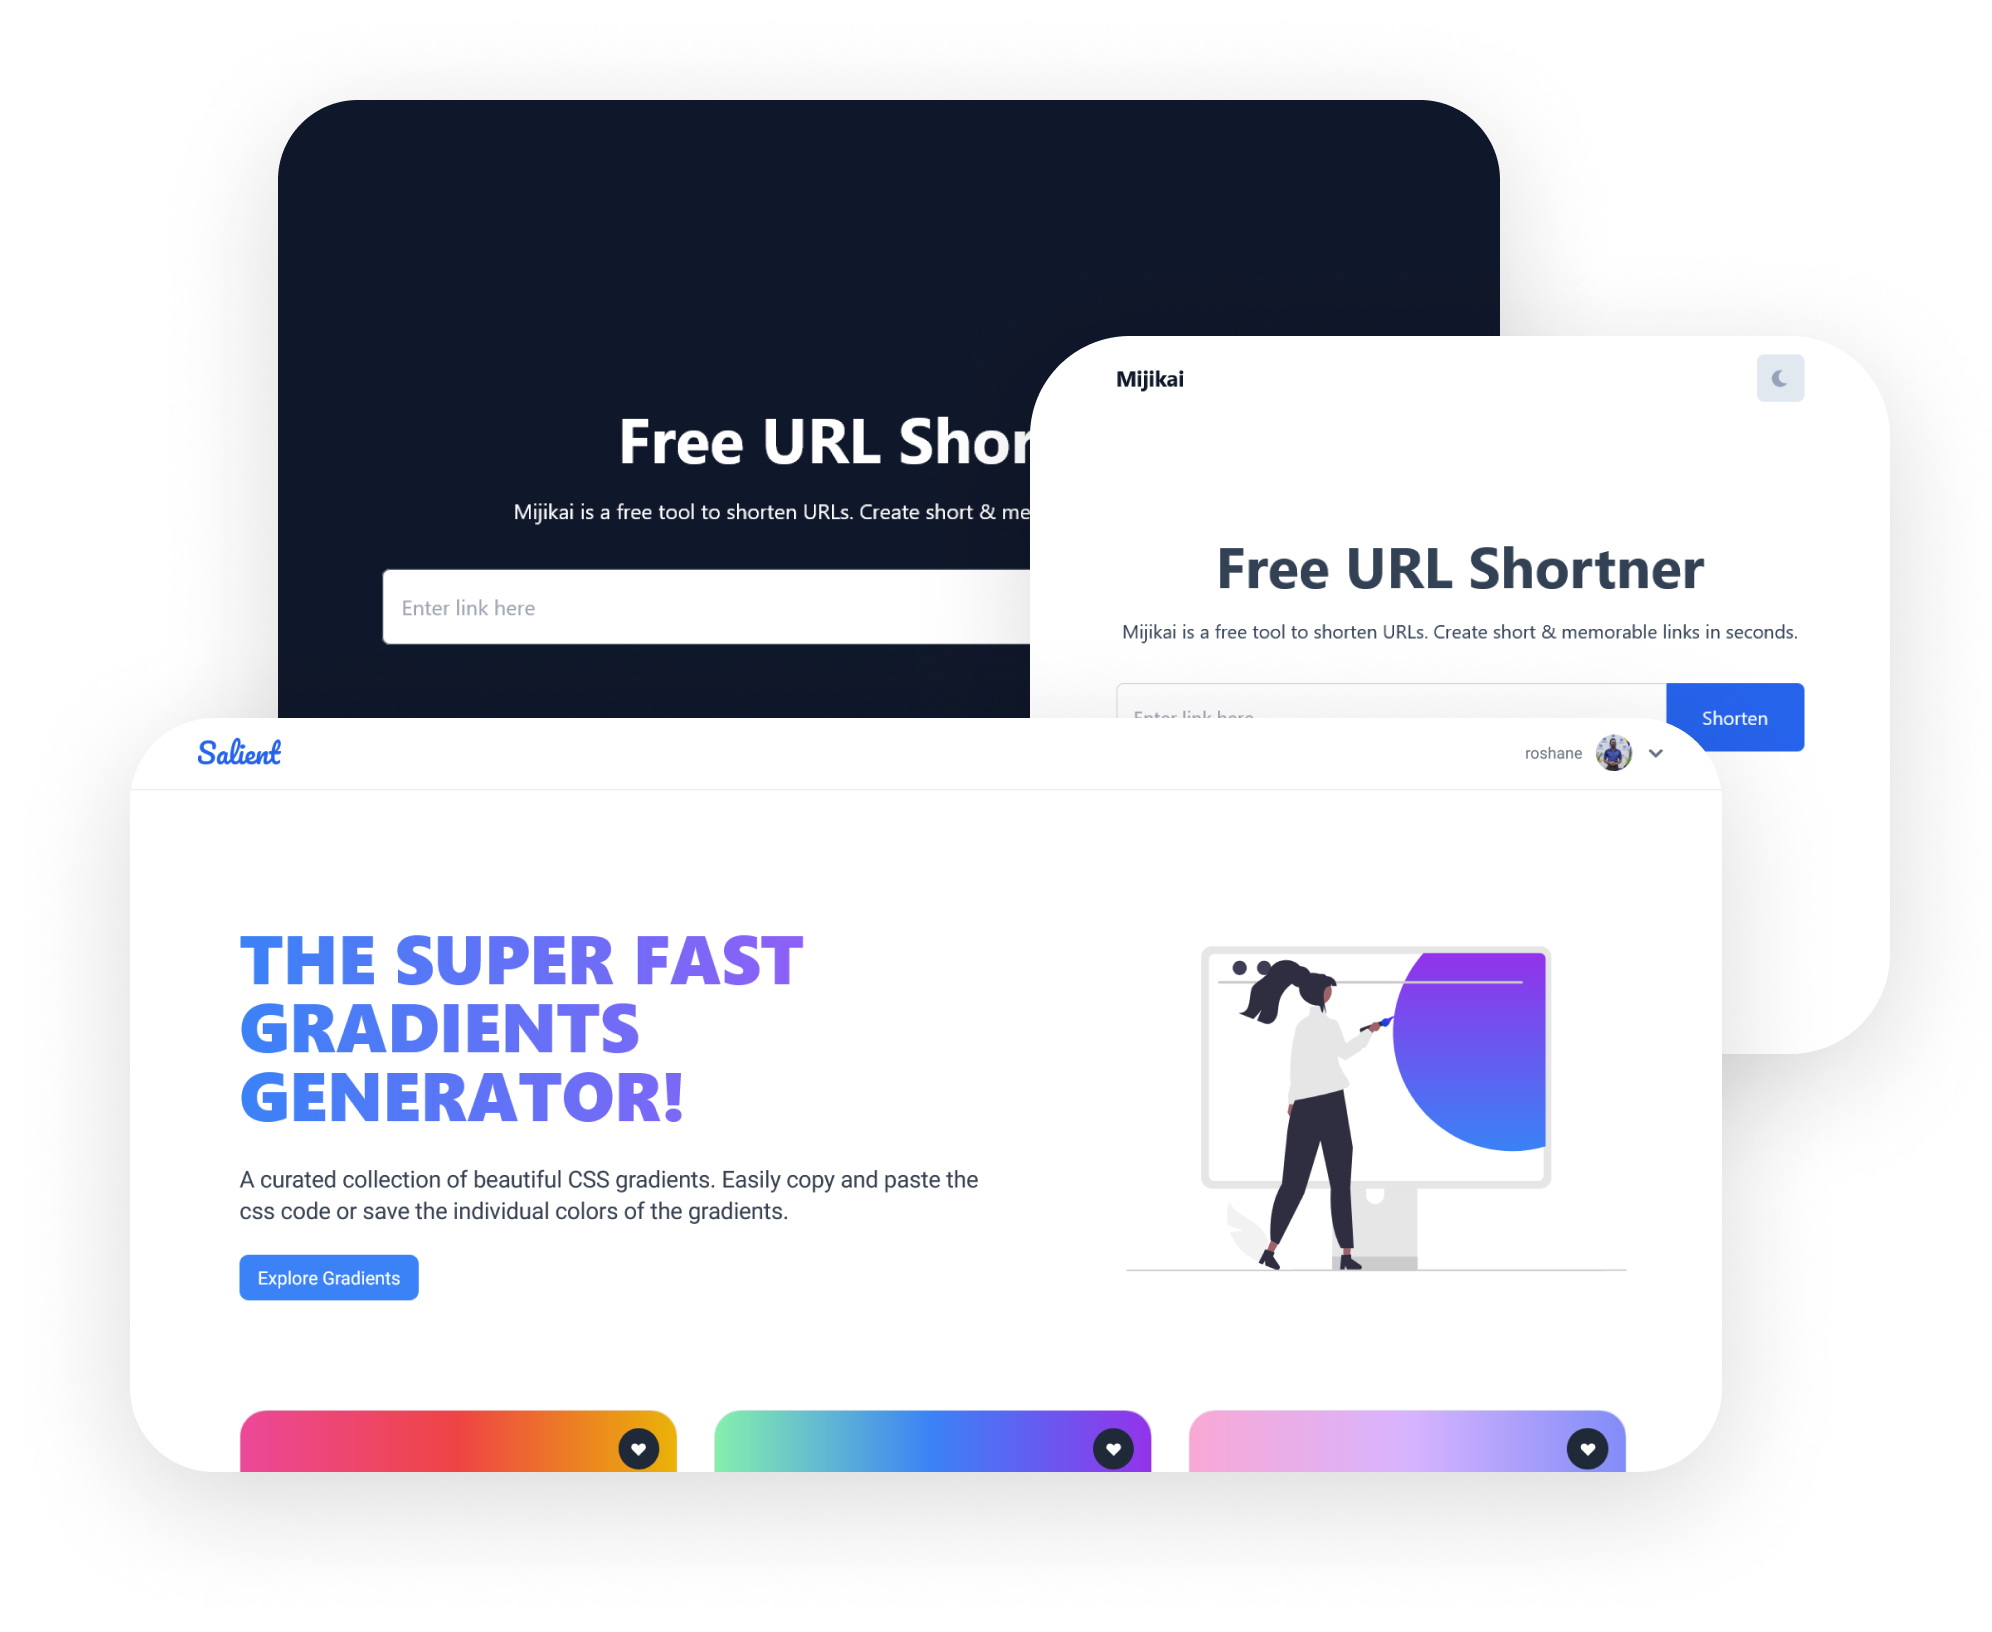 Free URL Shor
Mijikai is a free tool to shorten URLs. Create short & me
Enter link here
Mijikai
Free URL Shortner
Mijikai is a free tool to shorten URLs. Create short & memorable links in seconds.
Enter link here
Shorten
Salient
roshane
THE SUPER FAST
GRADIENTS
GENERATOR!
A curated collection of beautiful CSS gradients. Easily copy and paste the
css code or save the individual colors of the gradients.
Explore Gradients